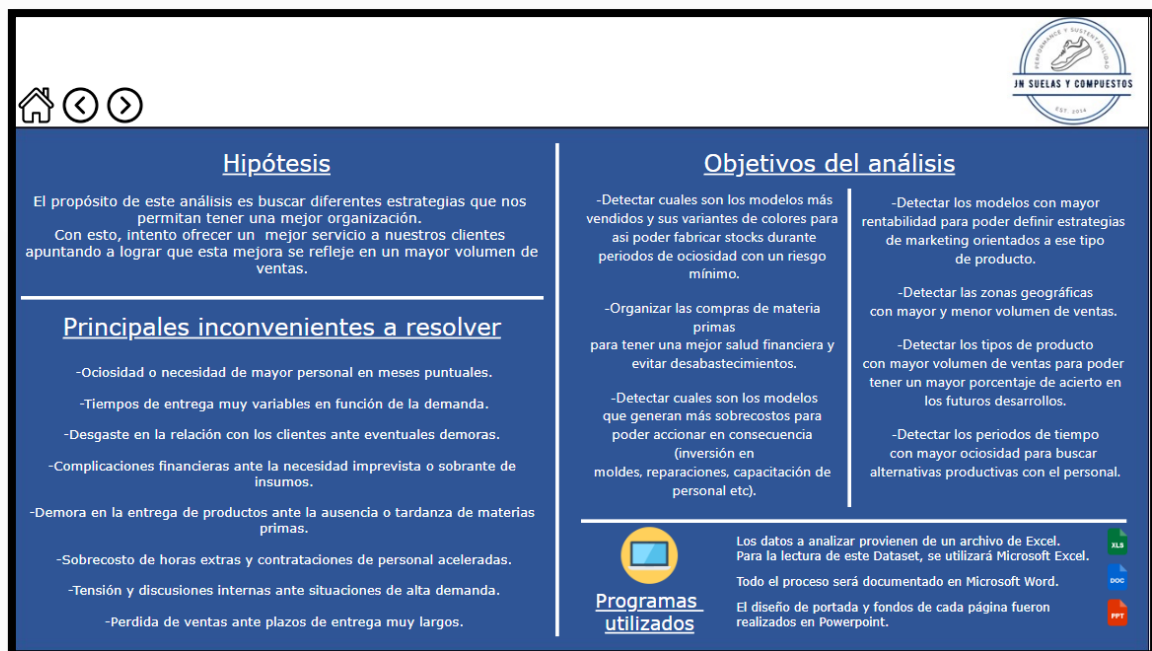 PERFORMANCE Y SUSTENTABILIDAD
JN SUELAS Y COMPUESTOS
EST. 2014
Hipótesis
El propósito de este análisis es buscar diferentes estrategias que nos
permitan tener una mejor organización.
Con esto, intento ofrecer un mejor servicio a nuestros clientes
apuntando a lograr que esta mejora se refleje en un mayor volumen de
ventas.
Principales inconvenientes a resolver
-Ociosidad o necesidad de mayor personal en meses puntuales.
-Tiempos de entrega muy variables en función de la demanda.
-Desgaste en la relación con los clientes ante eventuales demoras.
-Complicaciones financieras ante la necesidad imprevista o sobrante de
insumos.
-Demora en la entrega de productos ante la ausencia o tardanza de materias
primas.
-Sobrecosto de horas extras y contrataciones de personal aceleradas.
-Tensión y discusiones internas ante situaciones de alta demanda.
-Perdida de ventas ante plazos de entrega muy largos.
Objetivos del análisis
-Detectar cuales son los modelos más
vendidos y sus variantes de colores para
asi poder fabricar stocks durante
periodos de ociosidad con un riesgo
mínimo.
-Organizar las compras de materia
primas
para tener una mejor salud financiera y
evitar desabastecimientos.
-Detectar cuales son los modelos
que generan más sobrecostos para
poder accionar en consecuencia
(inversión en
moldes, reparaciones, capacitación de
personal etc).
-Detectar los modelos con mayor
rentabilidad para poder definir estrategias
de marketing orientados a ese tipo
de producto.
-Detectar las zonas geográficas
con mayor y menor volumen de ventas.
-Detectar los tipos de producto
con mayor volumen de ventas para poder
tener un mayor porcentaje de acierto en
los futuros desarrollos.
-Detectar los periodos de tiempo
con mayor ociosidad para buscar
alternativas productivas con el personal.
Programas
utilizados
Los datos a analizar provienen de un archivo de Excel.
Para la lectura de este Dataset, se utilizará Microsoft Excel.
XLS
Todo el proceso será documentado en Microsoft Word.
DOC
El diseño de portada y fondos de cada página fueron
realizados en Powerpoint.
PPT